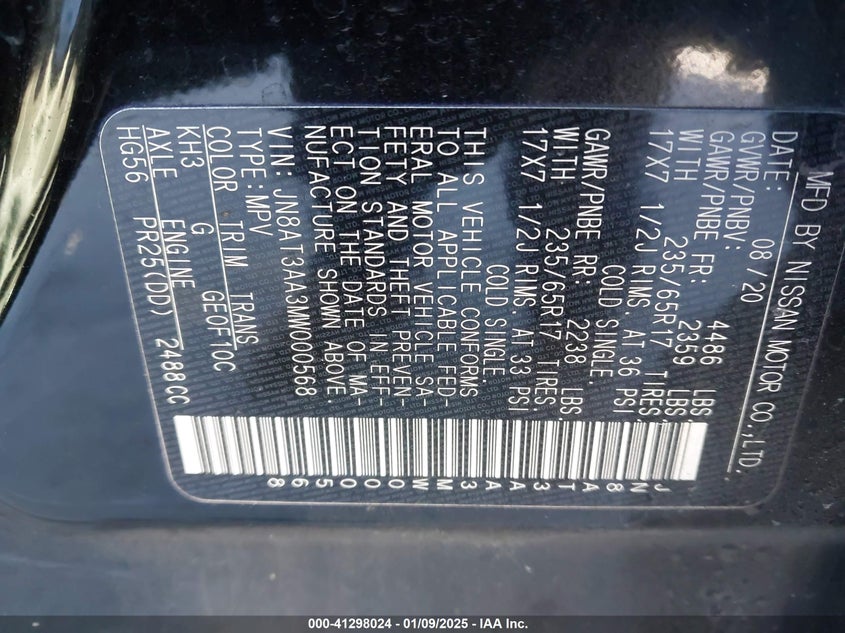 MFD BY NISSAN MOTOR CO.,LTD.
DATE: 08/20
GVWR/PNBV: 4486 LBS.
GAWR/PNBE FR: 2359 LBS.
WITH 235/65R17 TIRES,
17X7 1/2J RIMS, AT 36 PSI
COLD SINGLE.
GAWR/PNBE RR: 2238 LBS.
WITH 235/65R17 TIRES,
17X7 1/2J RIMS, AT 33 PSI
COLD SINGLE.
THIS VEHICLE CONFORMS
TO ALL APPLICABLE FED-
ERAL MOTOR VEHICLE SA-
FETY AND THEFT PREVEN-
TION STANDARDS IN EFF-
ECT ON THE DATE OF MA-
NUFACTURE SHOWN ABOVE.
VIN: JN8AT3AA3MW000568
TYPE:MPV
COLOR TRIM TRANS
KH3 G GE0F10C
AXLE ENGINE
HG56 PR25(DD) 2488CC
JN8AT3AA3MW000568
000-41298024 - 01/09/2025 - IAA Inc.